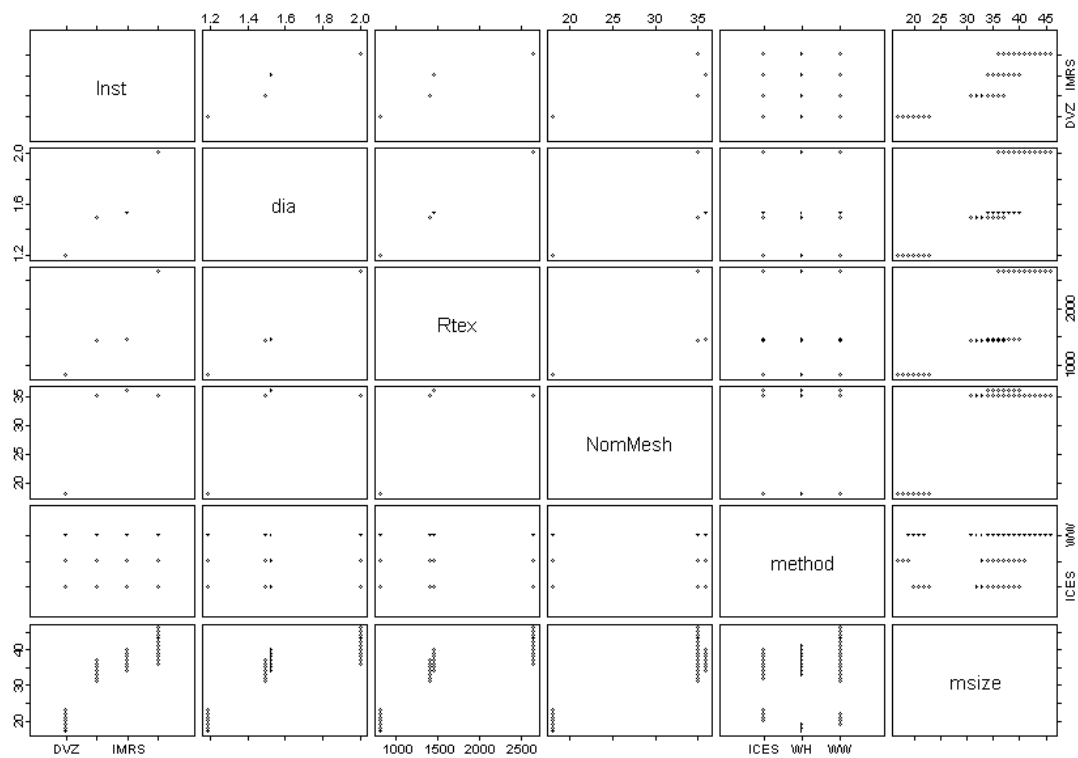 1.2 1.4 1.6 1.8 2.0 20 25 30 35 20 25 30 35 40 45
Inst
DVZ IMRS
1.2 1.6 2.0
dia
Rtex
1000 2000
20 25 30 35
NomMesh
method
ICES WW
20 30 40
msize
DVZ IMRS 1000 1500 2000 2500 ICES WH WW